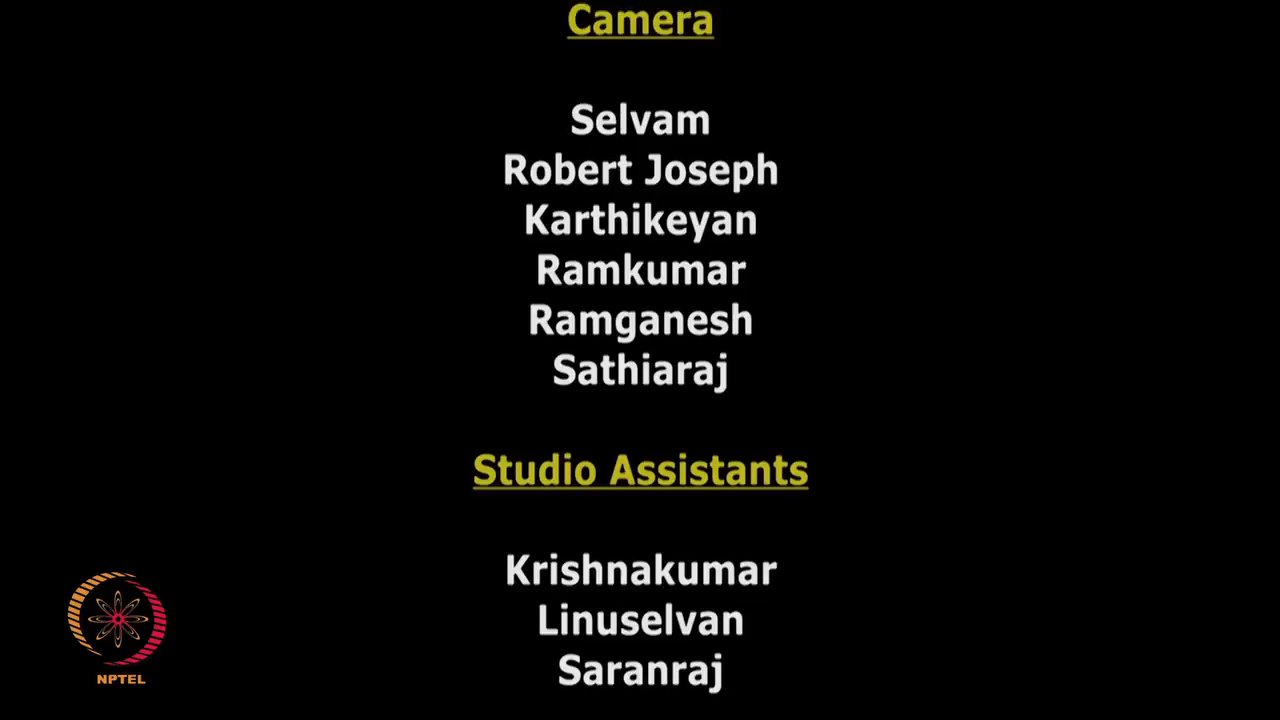 Camera
Selvam
Robert Joseph
Karthikeyan
Ramkumar
Ramganesh
Sathiaraj
Studio Assistants
Krishnakumar
Linuselvan
Saranraj
NPTEL